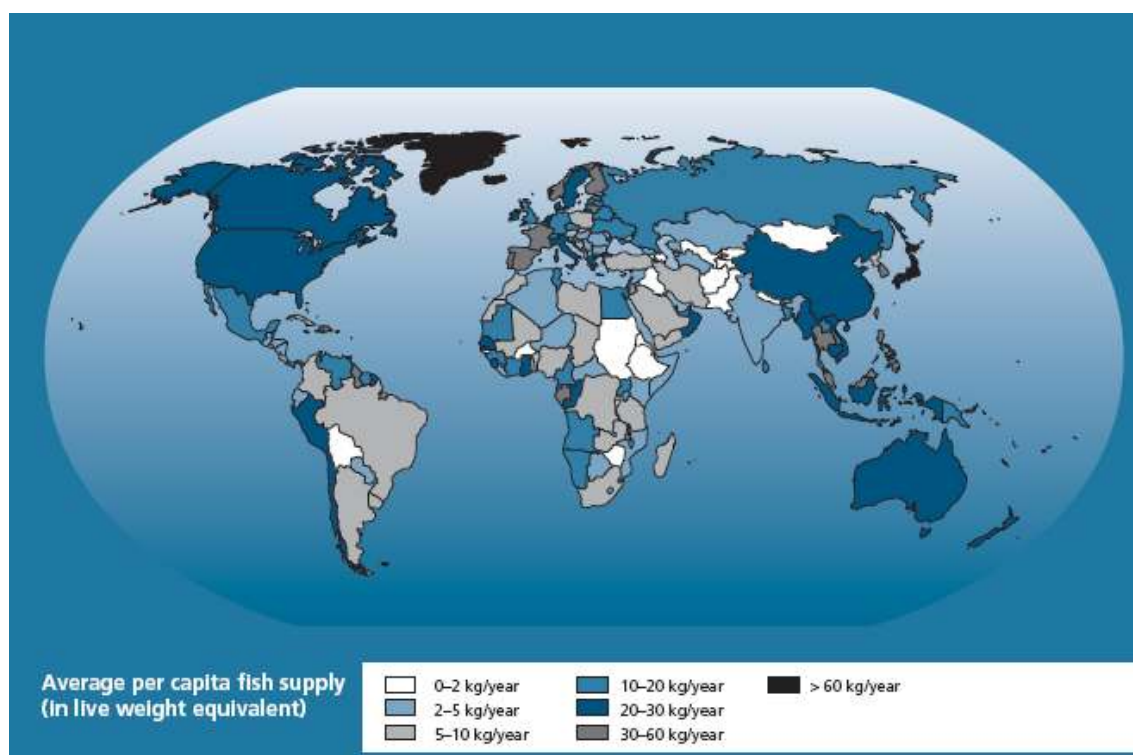 Average per capita fish supply
(in live weight equivalent)
0–2 kg/year
2–5 kg/year
5–10 kg/year
10–20 kg/year
20–30 kg/year
30–60 kg/year
> 60 kg/year